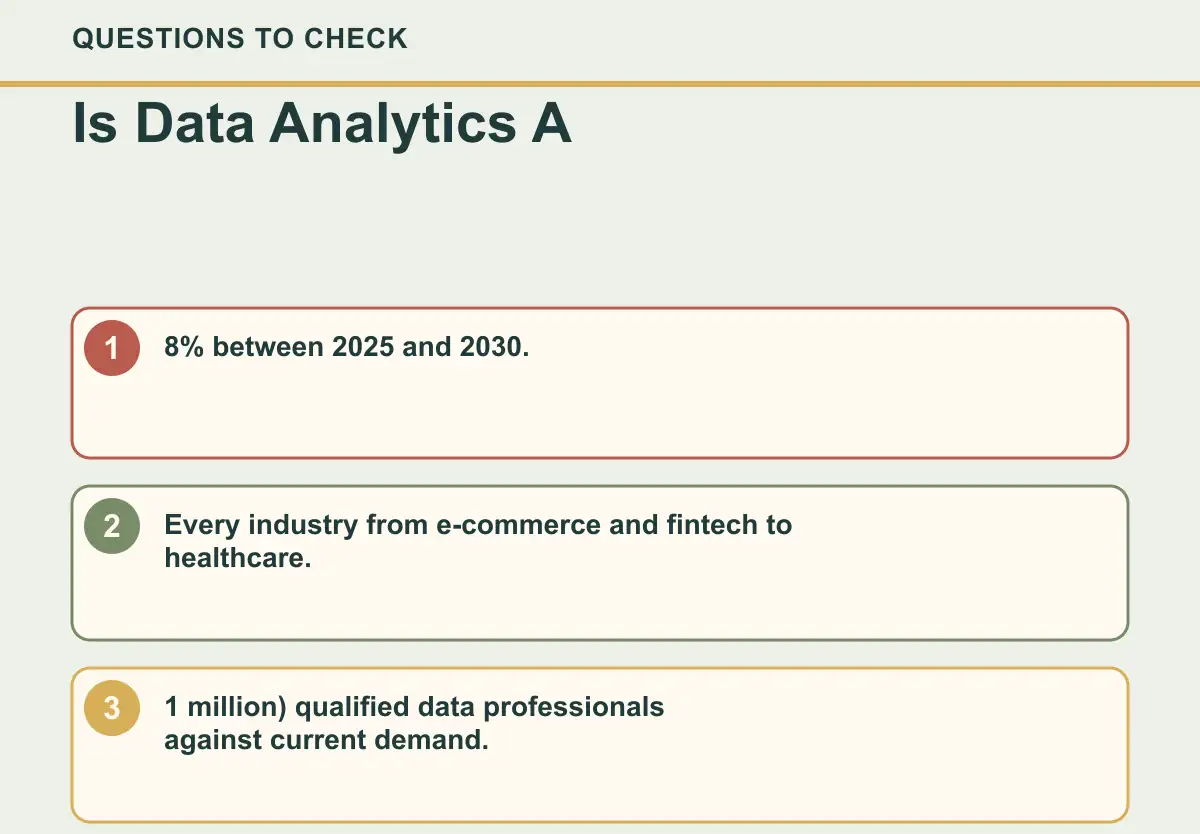 QUESTIONS TO CHECK
Is Data Analytics A
1
8% between 2025 and 2030.
2
Every industry from e-commerce and fintech to
healthcare.
3
1 million) qualified data professionals
against current demand.